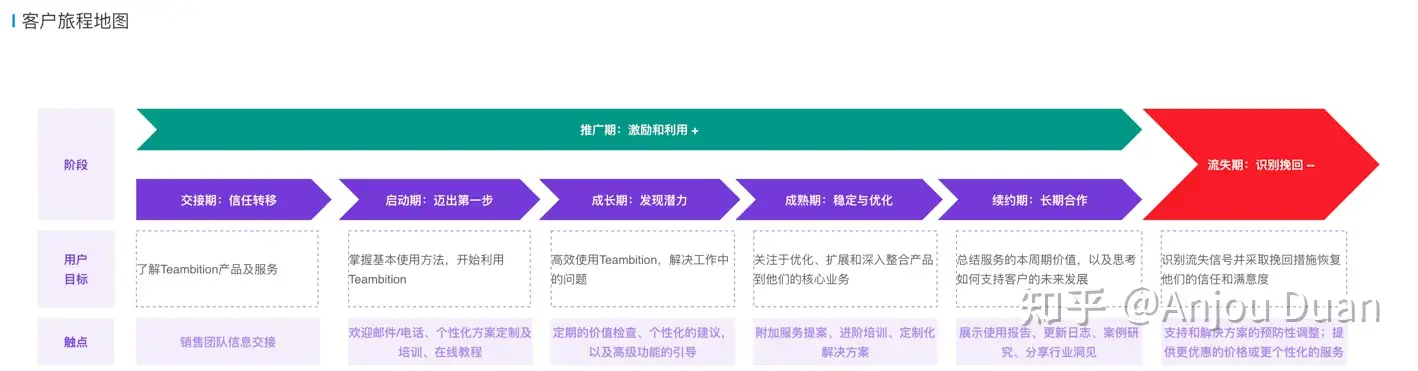 客户旅程地图
推广期：激励和利用 +
阶段
流失期：识别挽回 --
交接期：信任转移
启动期：迈出第一步
成长期：发现潜力
成熟期：稳定与优化
续约期：长期合作
用户
目标
了解Teambition产品及服务
掌握基本使用方法，开始利用
Teambition
高效使用Teambition，解决工作中
的问题
关注于优化、扩展和深入整合产品
到他们的核心业务
总结服务的本周期价值，以及思考
如何支持客户的未来发展
识别流失信号并采取挽回措施恢复
他们的信任和满意度
触点
销售团队信息交接
欢迎邮件/电话、个性化方案定制及
培训、在线教程
定期的价值检查、个性化的建议，
以及高级功能的引导
附加服务提案、进阶培训、定制化
解决方案
展示使用报告、更新日志、案例研
究、分享行业洞见
支持和解决方案的预防性调整；提
供更优惠的价格或更个性化的服务
知乎 @Anjou Duan